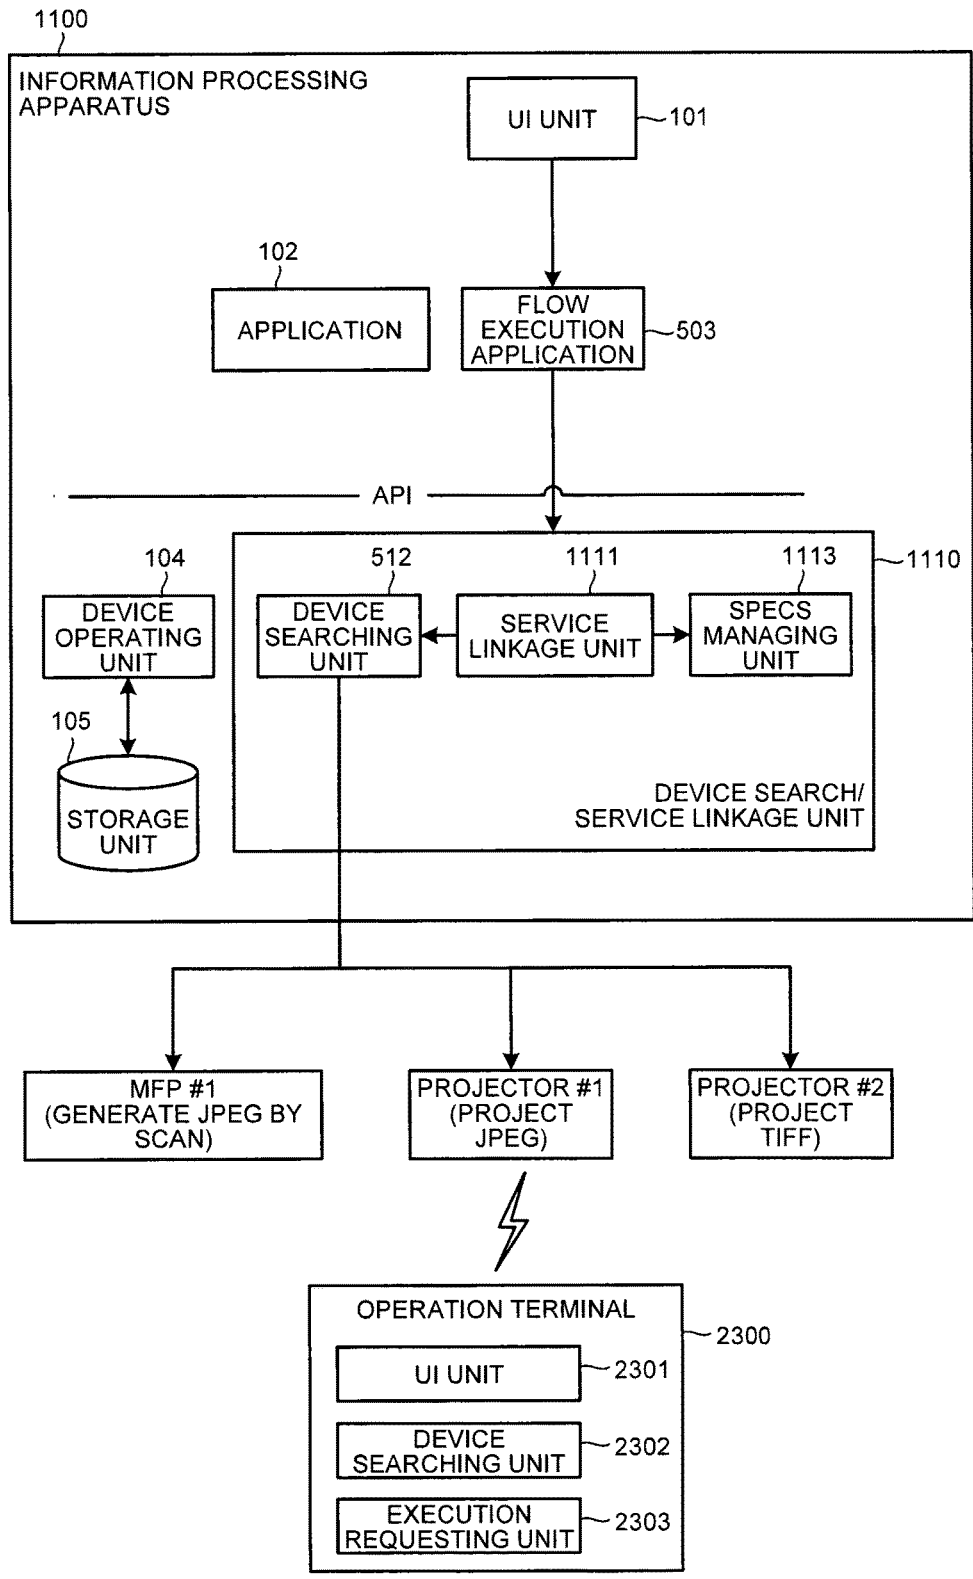 1100
INFORMATION PROCESSING
APPARATUS
UI UNIT
101
102
APPLICATION
FLOW
EXECUTION
APPLICATION
503
API
104
DEVICE
OPERATING
UNIT
105
STORAGE
UNIT
512
DEVICE
SEARCHING
UNIT
1111
SERVICE
LINKAGE UNIT
1113
SPECS
MANAGING
UNIT
1110
DEVICE SEARCH/
SERVICE LINKAGE UNIT
MFP #1
(GENERATE JPEG BY
SCAN)
PROJECTOR #1
(PROJECT
JPEG)
PROJECTOR #2
(PROJECT
TIFF)
OPERATION TERMINAL
2300
UI UNIT
2301
DEVICE
SEARCHING UNIT
2302
EXECUTION
REQUESTING UNIT
2303